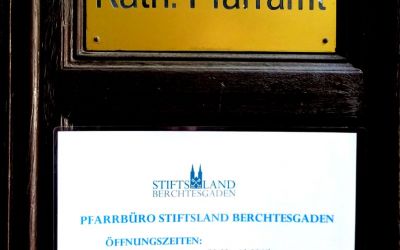 Kath. Pfarramt
STIFTSLAND
BERCHTESGADEN
PFARRBÜRO STIFTSLAND BERCHTESGADEN
ÖFFNUNGSZEITEN: